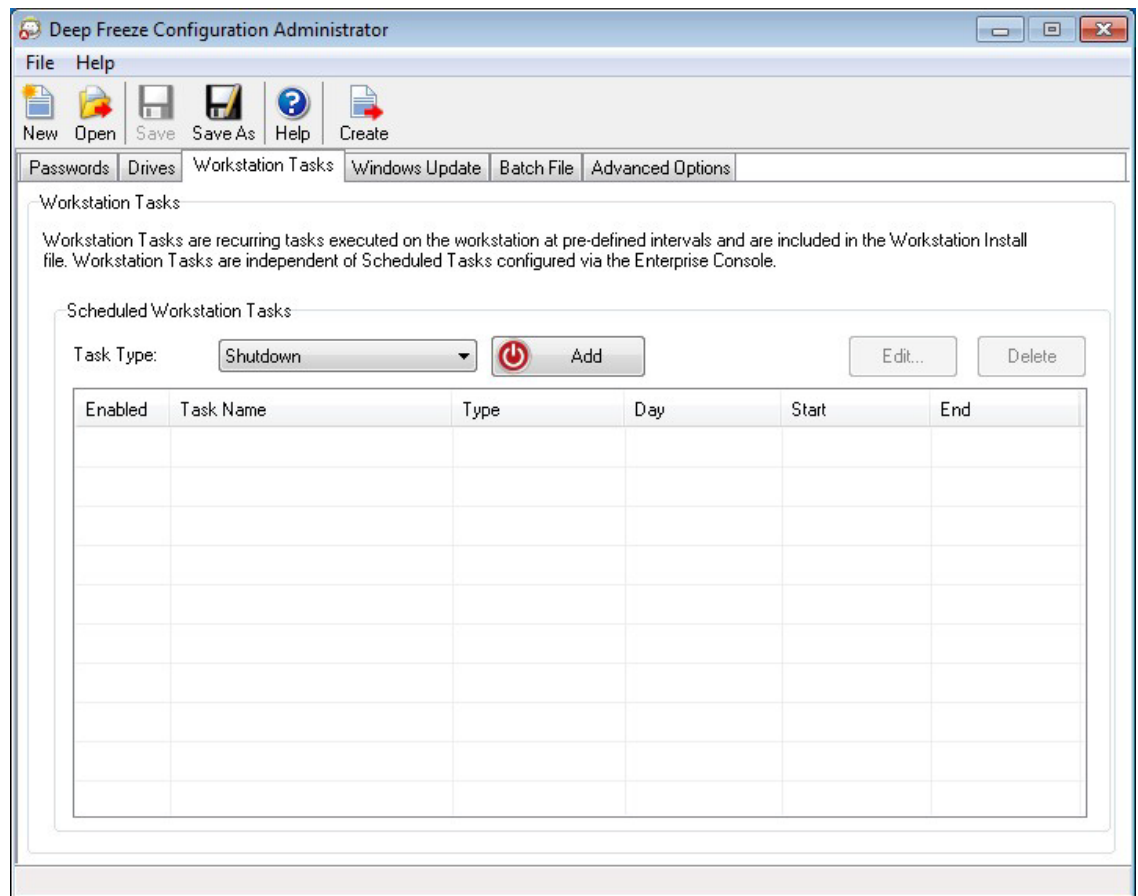 Deep Freeze Configuration Administrator
File Help
New Open Save Save As Help Create
Passwords Drives Workstation Tasks Windows Update Batch File Advanced Options
Workstation Tasks
Workstation Tasks are recurring tasks executed on the workstation at pre-defined intervals and are included in the Workstation Install
file. Workstation Tasks are independent of Scheduled Tasks configured via the Enterprise Console.
Scheduled Workstation Tasks
Task Type: Shutdown Add Edit... Delete
Enabled Task Name Type Day Start End